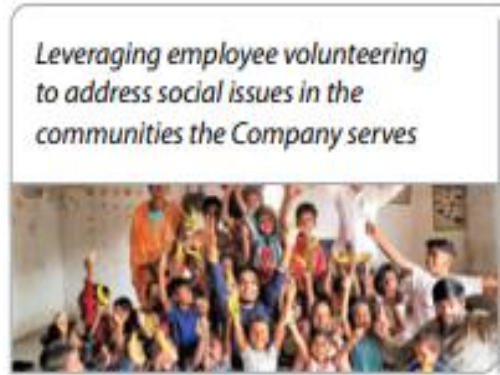 Leveraging employee volunteering
to address social issues in the
communities the Company serves